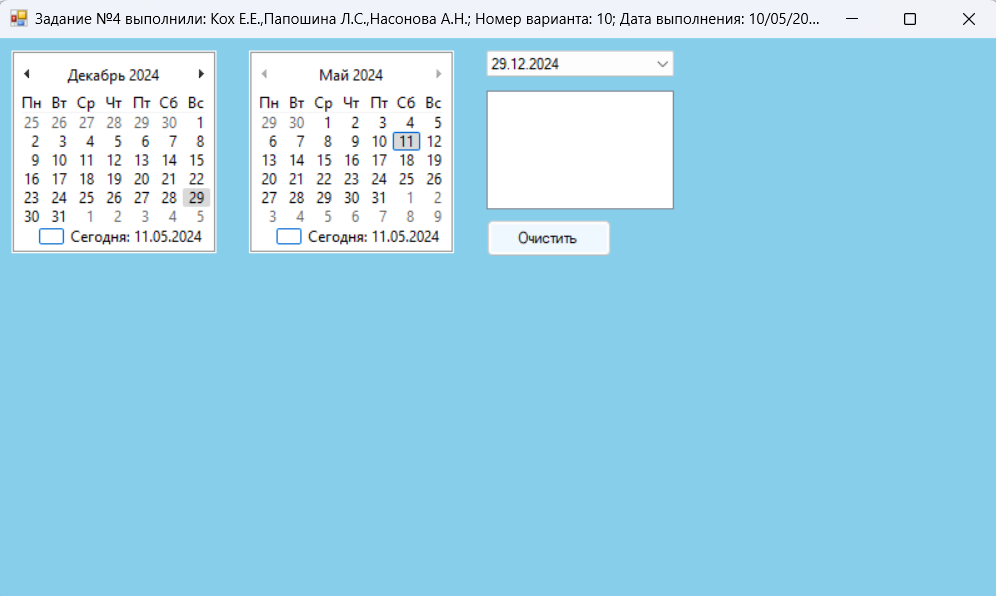 Задание №4 выполнили: Кох Е.Е.,Папошина Л.С.,Насонова А.Н.; Номер варианта: 10; Дата выполнения: 10/05/20...
Декабрь 2024
Пн Вт Ср Чт Пт Сб Вс
25 26 27 28 29 30 1
2 3 4 5 6 7 8
9 10 11 12 13 14 15
16 17 18 19 20 21 22
23 24 25 26 27 28 29
30 31 1 2 3 4 5
Сегодня: 11.05.2024
Май 2024
Пн Вт Ср Чт Пт Сб Вс
29 30 1 2 3 4 5
6 7 8 9 10 11 12
13 14 15 16 17 18 19
20 21 22 23 24 25 26
27 28 29 30 31 1 2
3 4 5 6 7 8 9
Сегодня: 11.05.2024
29.12.2024
Очистить